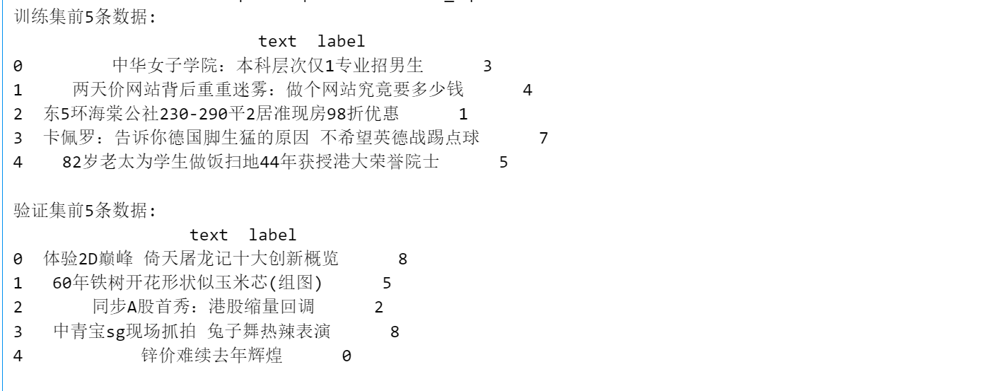 训练集前5条数据:
text label
0 中华女子学院：本科层次仅1专业招男生 3
1 两天价网站背后重重迷雾：做个网站究竟要多少钱 4
2 东5环海棠公社230-290平2居准现房98折优惠 1
3 卡佩罗：告诉你德国脚生猛的原因 不希望英德战踢点球 7
4 82岁老太为学生做饭扫地44年获授港大荣誉院士 5
验证集前5条数据:
text label
0 体验2D巅峰 倚天屠龙记十大创新概览 8
1 60年铁树开花形状似玉米芯(组图) 5
2 同步A股首秀：港股缩量回调 2
3 中青宝sg现场抓拍 兔子舞热辣表演 8
4 锌价难续去年辉煌 0